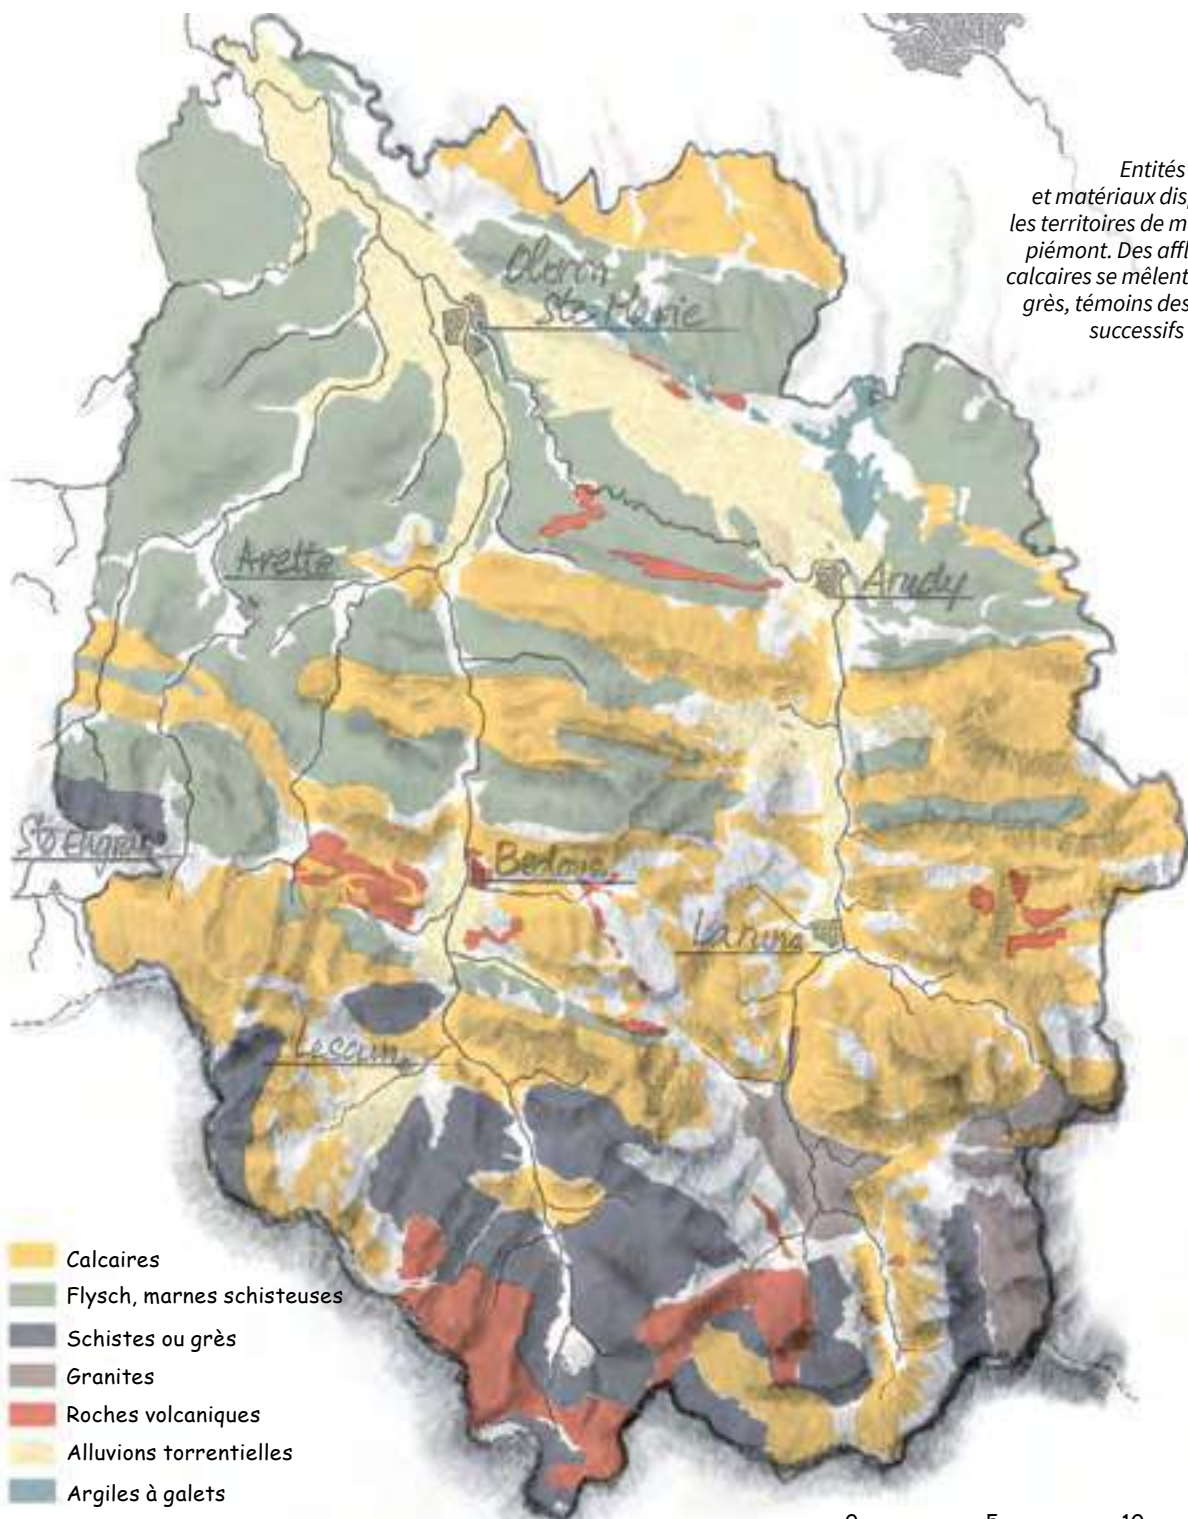 Entités
et matériaux dis
les territoires de m
piémont. Des affl
calcaires se mêlent
grès, témoins des
successifs
Oloron
Ste Marie
Arette
Arudy
Ste Engrâce
Bedous
Laruns
Lescun
Calcaires
Flysch, marnes schisteuses
Schistes ou grès
Granites
Roches volcaniques
Alluvions torrentielles
Argiles à galets
0 5 10